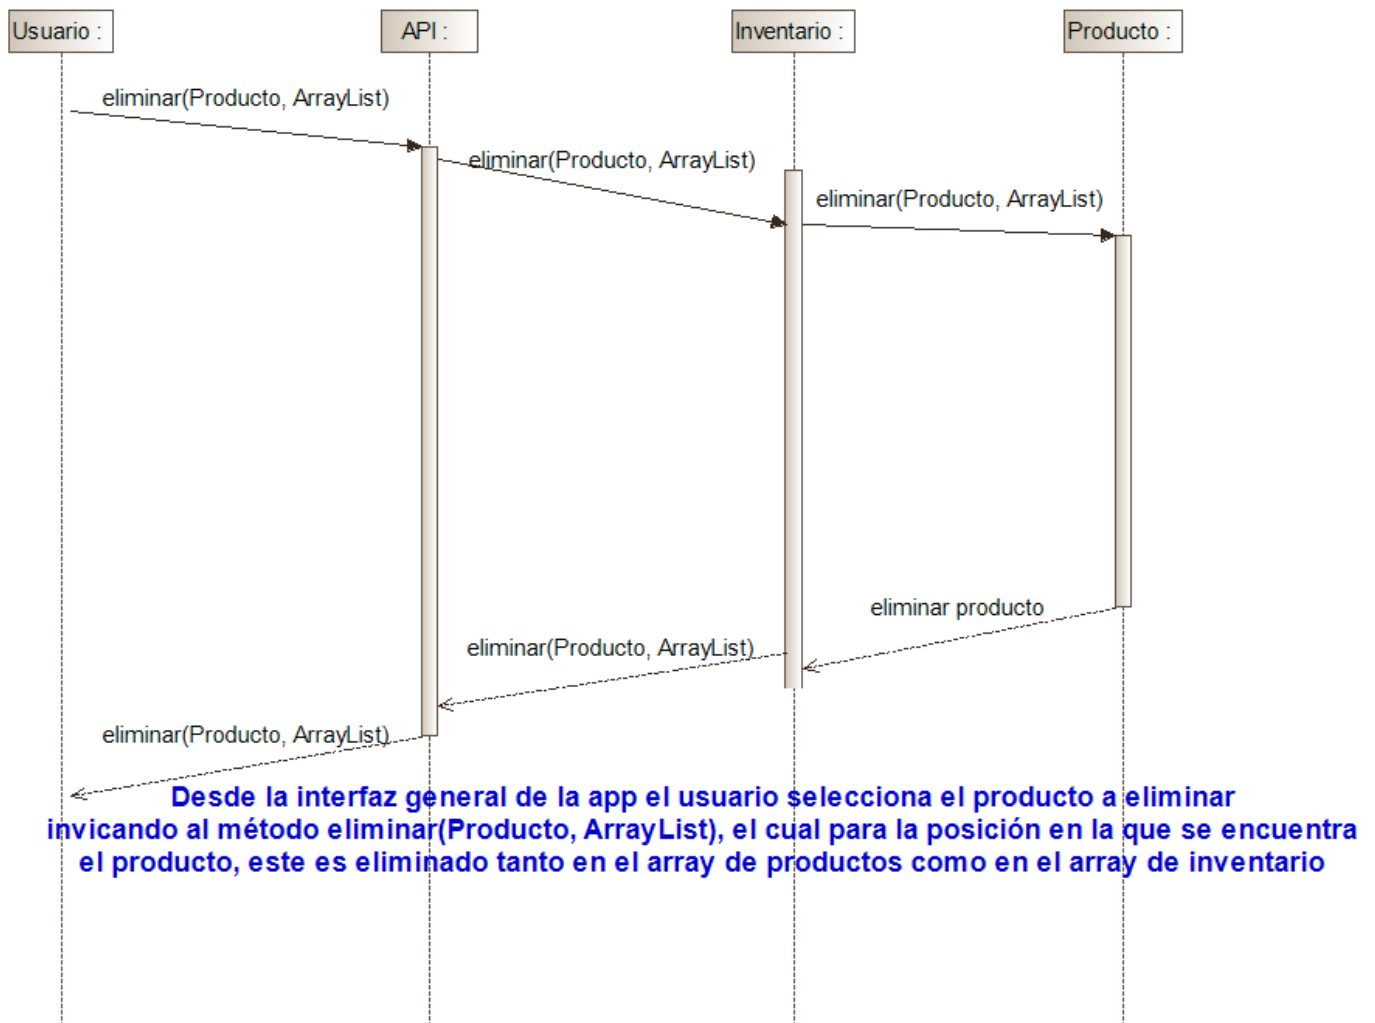 Usuario :
API :
Inventario :
Producto :
eliminar(Producto, ArrayList)
eliminar(Producto, ArrayList)
eliminar(Producto, ArrayList)
eliminar producto
eliminar(Producto, ArrayList)
eliminar(Producto, ArrayList)
Desde la interfaz general de la app el usuario selecciona el producto a eliminar
invicando al método eliminar(Producto, ArrayList), el cual para la posición en la que se encuentra
el producto, este es eliminado tanto en el array de productos como en el array de inventario